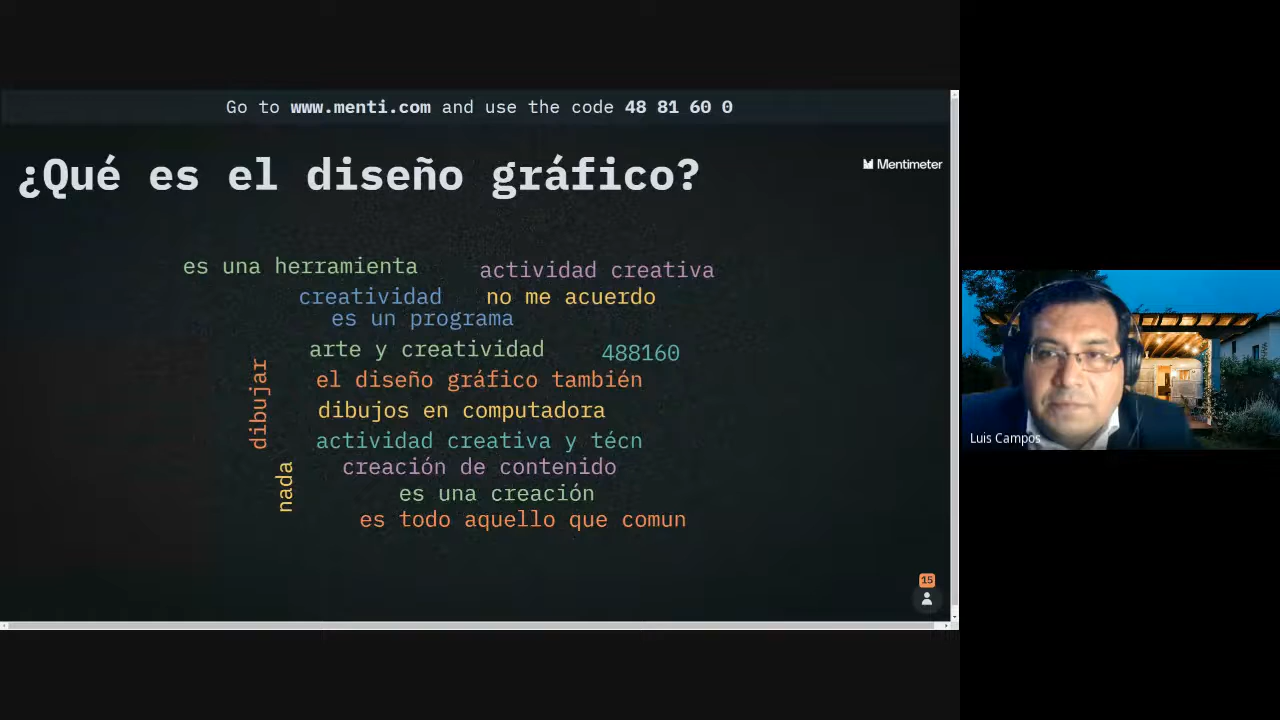 Go to www.menti.com and use the code 48 81 60 0
¿Qué es el diseño gráfico?
Mentimeter
es una herramienta
actividad creativa
creatividad
no me acuerdo
es un programa
arte y creatividad
488160
dibujar
el diseño gráfico también
dibujos en computadora
actividad creativa y técn
creación de contenido
nada
es una creación
es todo aquello que comun
15
Luis Campos